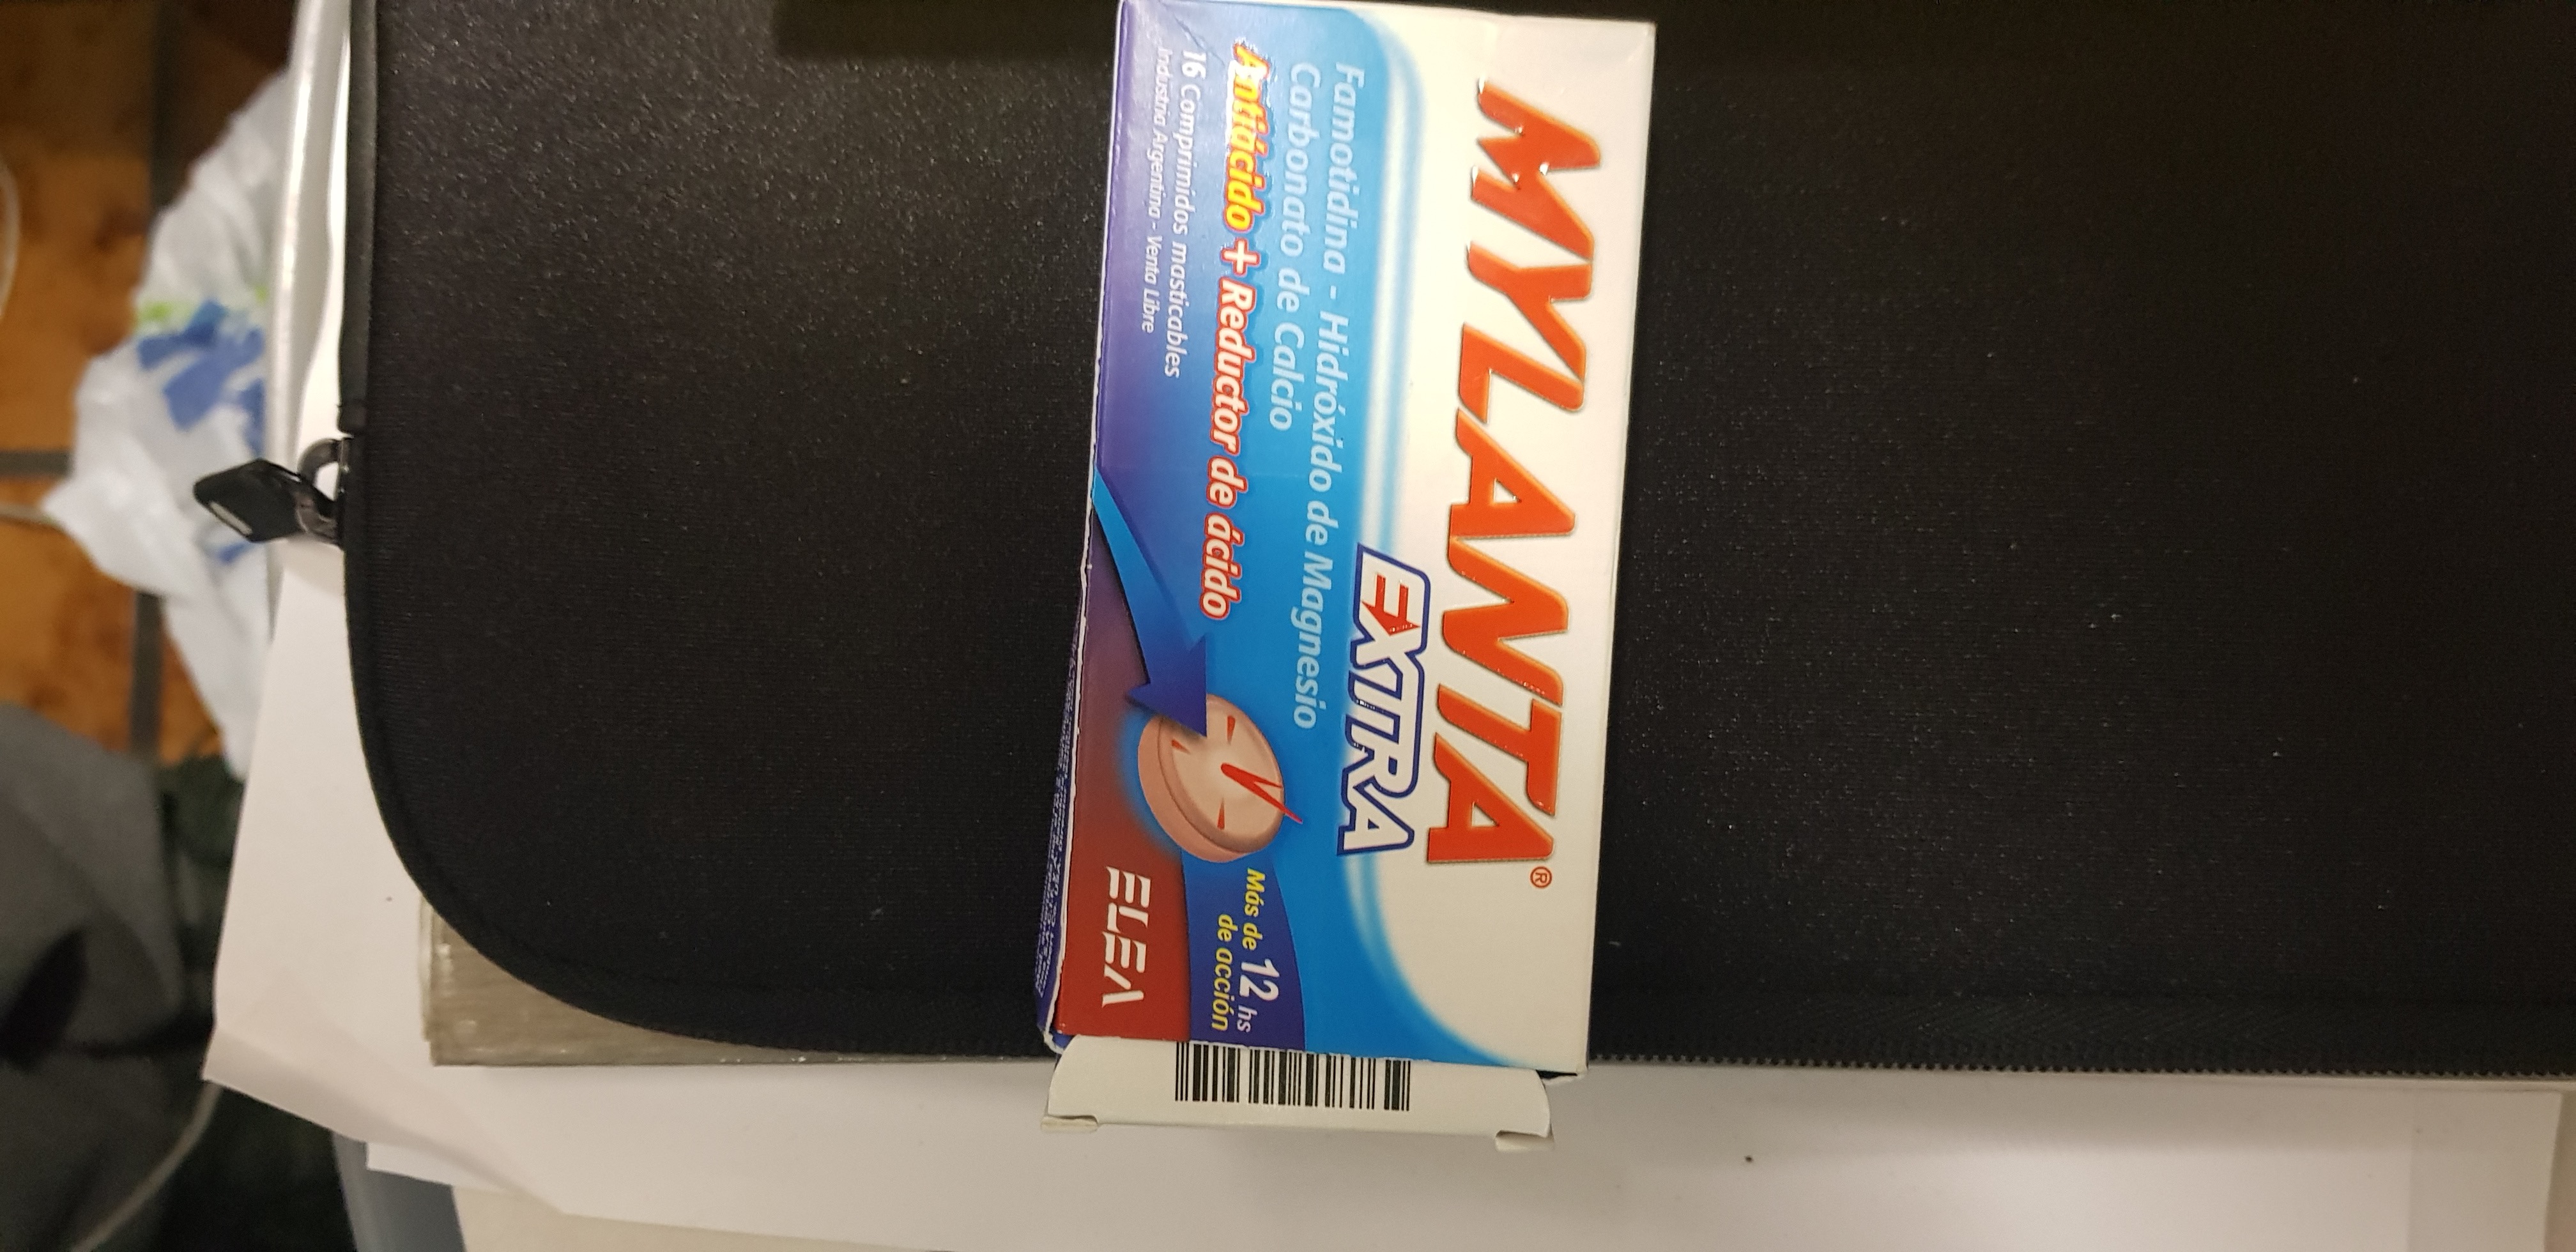 MYLANTA®
EXTRA
Famotidina - Hidróxido de Magnesio
Carbonato de Calcio
Antiácido + Reductor de ácido
16 Comprimidos masticables
Industria Argentina - Venta Libre
Más de 12 hs
de acción
ELEA